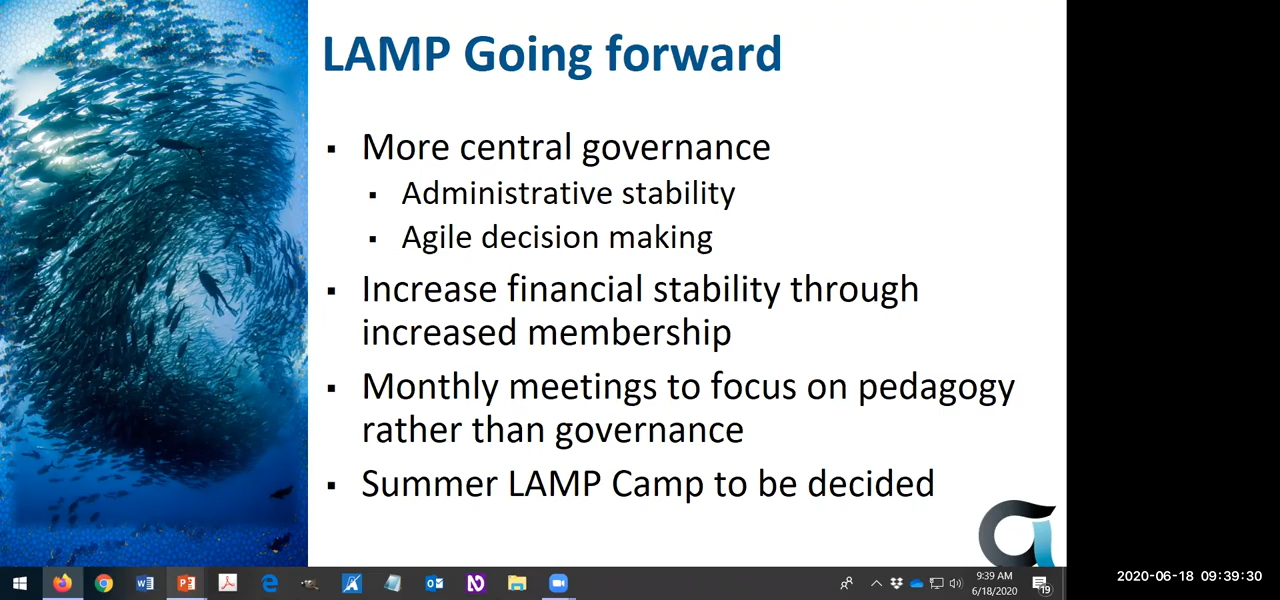 LAMP Going forward
▪ More central governance
▪ Administrative stability
▪ Agile decision making
▪ Increase financial stability through
increased membership
▪ Monthly meetings to focus on pedagogy
rather than governance
▪ Summer LAMP Camp to be decided
9:39 AM
6/18/2020
19
2020-06-18 09:39:30